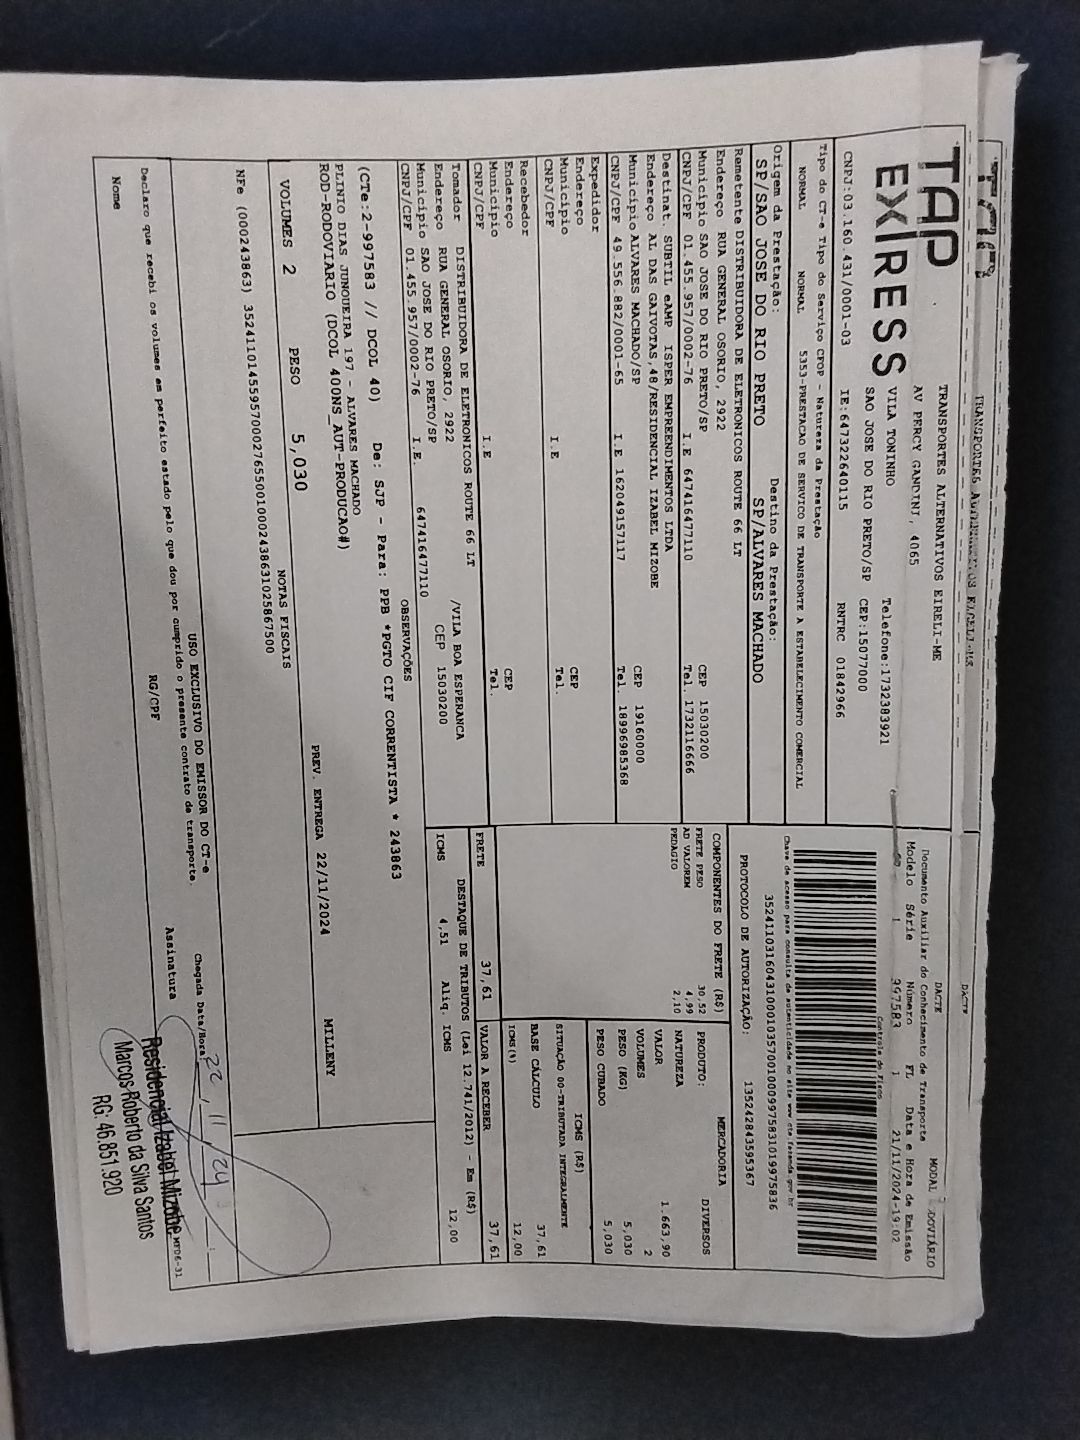 TAP
EXPRESS
TRANSPORTES ALTERNATIVOS EIRELI-ME
AV PERCY GANDINI, 4065
VILA TONINHO Telefone:1732383921
SAO JOSE DO RIO PRETO/SP CEP:15077000
CNPJ:03.160.431/0001-03 IE:647322640115 RNTRC 01842966
Tipo do CT-e Tipo do Serviço CFOP - Natureza da Prestação
NORMAL NORMAL 5353-PRESTACAO DE SERVICO DE TRANSPORTE A ESTABELECIMENTO COMERCIAL
Origem da Prestação: Destino da Prestação:
SP/SAO JOSE DO RIO PRETO SP/ALVARES MACHADO
Remetente DISTRIBUIDORA DE ELETRONICOS ROUTE 66 LT
Endereço RUA GENERAL OSORIO, 2922
Município SAO JOSE DO RIO PRETO/SP CEP 15030200
CNPJ/CPF 01.455.957/0002-76 I.E 647416477110 Tel. 1732116666
Destinat. SUBTIL eAMP ISPER EMPREENDIMENTOS LTDA
Endereço AL DAS GAIVOTAS,48/RESIDENCIAL IZABEL MIZOBE
Município ALVARES MACHADO/SP CEP 19160000
CNPJ/CPF 49.556.882/0001-65 I.E 162049157117 Tel. 18996985368
Expedidor
Endereço
Município CEP
CNPJ/CPF I.E Tel.
Recebedor
Endereço
Município CEP
CNPJ/CPF I.E Tel.
Tomador DISTRIBUIDORA DE ELETRONICOS ROUTE 66 LT
Endereço RUA GENERAL OSORIO, 2922 /VILA BOA ESPERANCA
Município SAO JOSE DO RIO PRETO/SP CEP 15030200
CNPJ/CPF 01.455.957/0002-76 I.E. 647416477110
DACTE
DACTE MODAL RODOVIÁRIO
Documento Auxiliar do Conhecimento de Transporte
Modelo Série Número FL Data e Hora de Emissão
1 997583 1 21/11/2024-19:02
Controle do Fisco
Chave de acesso para consulta de autenticidade no site www.cte.fazenda.gov.br
35241103160431000103570010009975831019975836
PROTOCOLO DE AUTORIZAÇÃO: 135242843595367
COMPONENTES DO FRETE (R$)
FRETE PESO 30,52
AD VALOREM 4,99
PEDAGIO 2,10
MERCADORIA
PRODUTO: DIVERSOS
NATUREZA
VALOR 1.663,90
VOLUMES 2
PESO (KG) 5,030
PESO CUBADO 5,030
ICMS (R$)
SITUAÇÃO 00-TRIBUTADA INTEGRALMENTE
BASE CÁLCULO 37,61
ICMS(%) 12,00
FRETE 37,61 VALOR A RECEBER 37,61
DESTAQUE DE TRIBUTOS (Lei 12.741/2012) - Em (R$)
ICMS 4,51 Aliq. ICMS 12,00
OBSERVAÇÕES
(CTe:2-997583 // DCOL 40) De: SJP - Para: PPB *PGTO CIF CORRENTISTA * 243863
PLINIO DIAS JUNQUEIRA 197 - ALVARES MACHADO
ROD-RODOVIARIO (DCOL 400NS_AUT-PRODUCAO#)
PREV. ENTREGA 22/11/2024 MILLENY
VOLUMES 2 PESO 5,030 NOTAS FISCAIS
NFe (000243863) 35241101455957000276550010002438631025867500
USO EXCLUSIVO DO EMISSOR DO CT-e
Declaro que recebi os volumes em perfeito estado pelo que dou por cumprido o presente contrato de transporte.
Chegada Data/Hora: 22/11/24
Nome RG/CPF Assinatura
MFD6-31
Residencial Izabel Mizobe
Marcos Roberto da Silva Santos
RG: 46.851.920